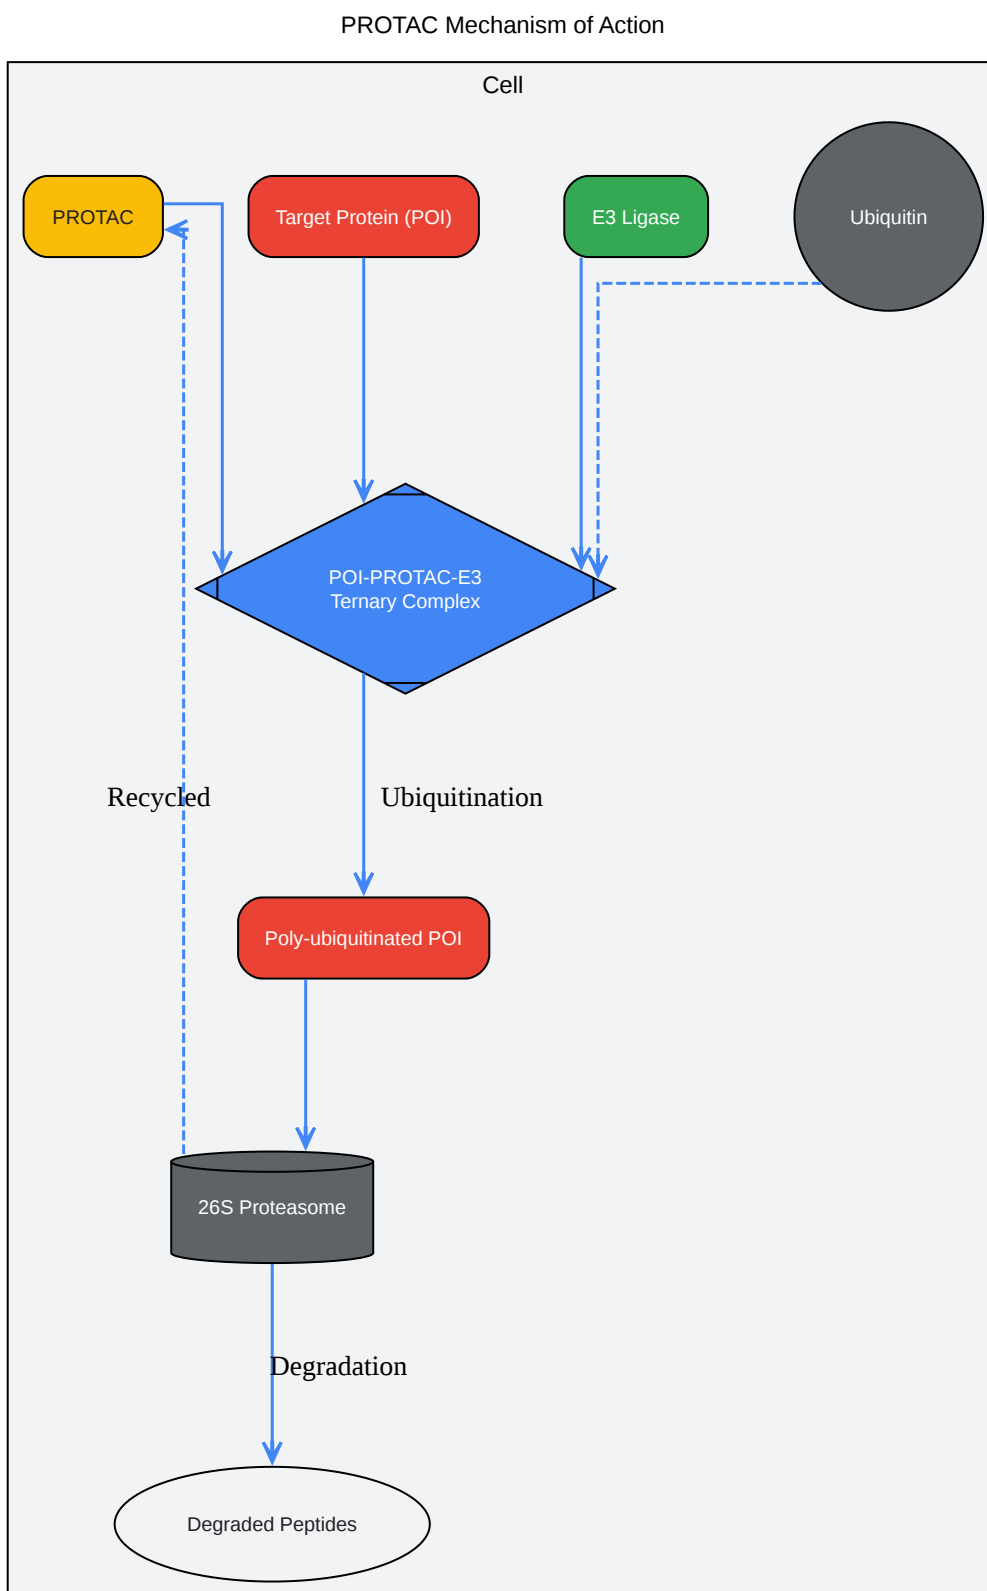 PROTAC Mechanism of Action
Cell
PROTAC
Target Protein (POI)
E3 Ligase
Ubiquitin
POI-PROTAC-E3
Ternary Complex
Recycled
Ubiquitination
Poly-ubiquitinated POI
26S Proteasome
Degradation
Degraded Peptides